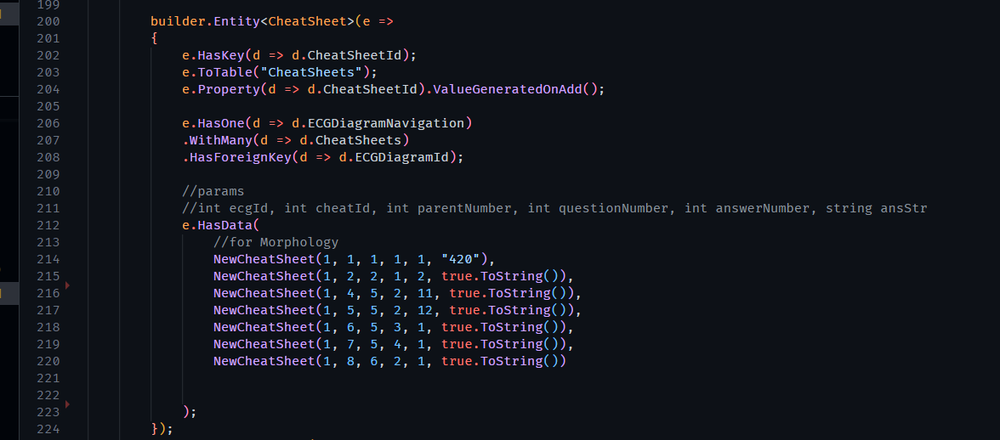 199
200 builder.Entity<CheatSheet>(e =>
201 {
202 e.HasKey(d => d.CheatSheetId);
203 e.ToTable("CheatSheets");
204 e.Property(d => d.CheatSheetId).ValueGeneratedOnAdd();
205
206 e.HasOne(d => d.ECGDiagramNavigation)
207 .WithMany(d => d.CheatSheets)
208 .HasForeignKey(d => d.ECGDiagramId);
209
210 //params
211 //int ecgId, int cheatId, int parentNumber, int questionNumber, int answerNumber, string ansStr
212 e.HasData(
213 //for Morphology
214 NewCheatSheet(1, 1, 1, 1, 1, "420"),
215 NewCheatSheet(1, 2, 2, 1, 2, true.ToString()),
216 NewCheatSheet(1, 4, 5, 2, 11, true.ToString()),
217 NewCheatSheet(1, 5, 5, 2, 12, true.ToString()),
218 NewCheatSheet(1, 6, 5, 3, 1, true.ToString()),
219 NewCheatSheet(1, 7, 5, 4, 1, true.ToString()),
220 NewCheatSheet(1, 8, 6, 2, 1, true.ToString())
221
222
223 );
224 });